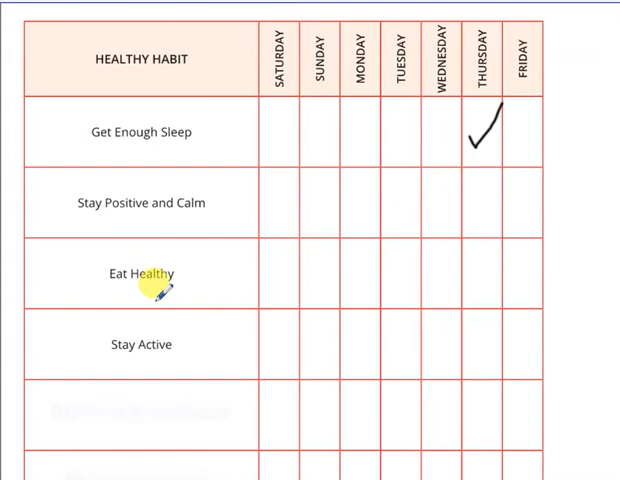 HEALTHY HABIT
SATURDAY
SUNDAY
MONDAY
TUESDAY
WEDNESDAY
THURSDAY
FRIDAY
Get Enough Sleep
Stay Positive and Calm
Eat Healthy
Stay Active